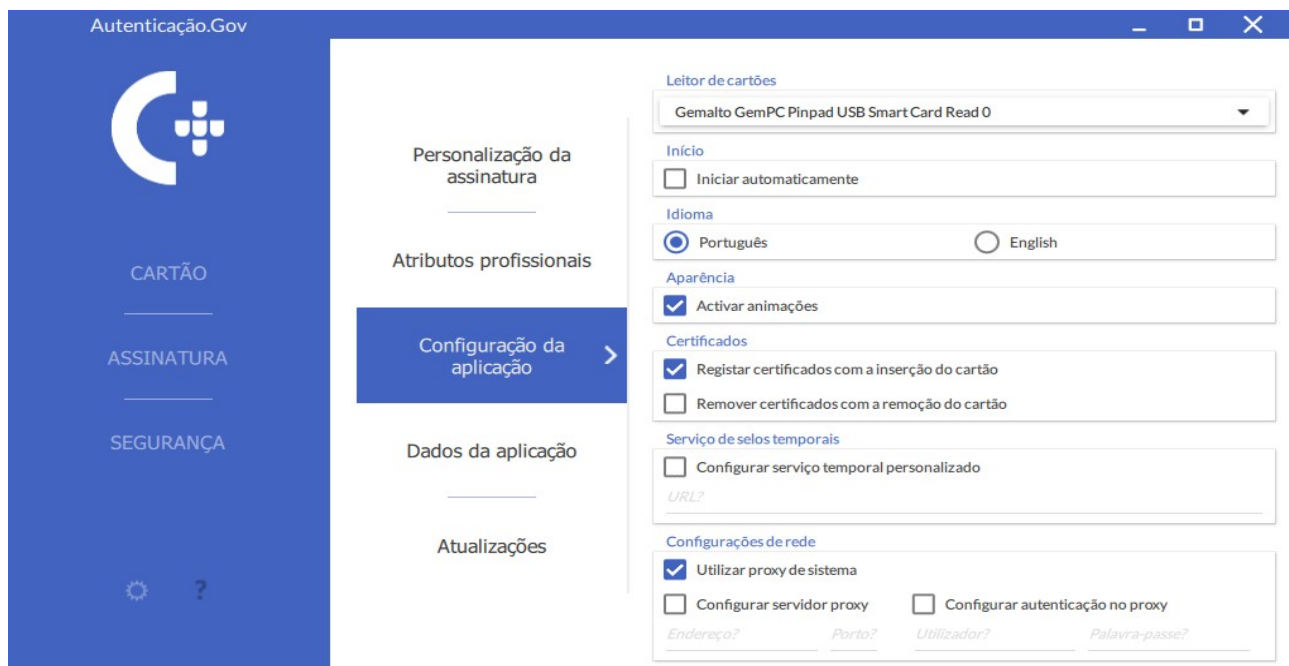 Autenticação.Gov
CARTÃO
ASSINATURA
SEGURANÇA
?
Personalização da
assinatura
Atributos profissionais
Configuração da
aplicação
Dados da aplicação
Atualizações
Leitor de cartões
Gemalto GemPC Pinpad USB Smart Card Read 0
Início
Iniciar automaticamente
Idioma
Português English
Aparência
Activar animações
Certificados
Registar certificados com a inserção do cartão
Remover certificados com a remoção do cartão
Serviço de selos temporais
Configurar serviço temporal personalizado
URL?
Configurações de rede
Utilizar proxy de sistema
Configurar servidor proxy Configurar autenticação no proxy
Endereço? Porto? Utilizador? Palavra-passe?